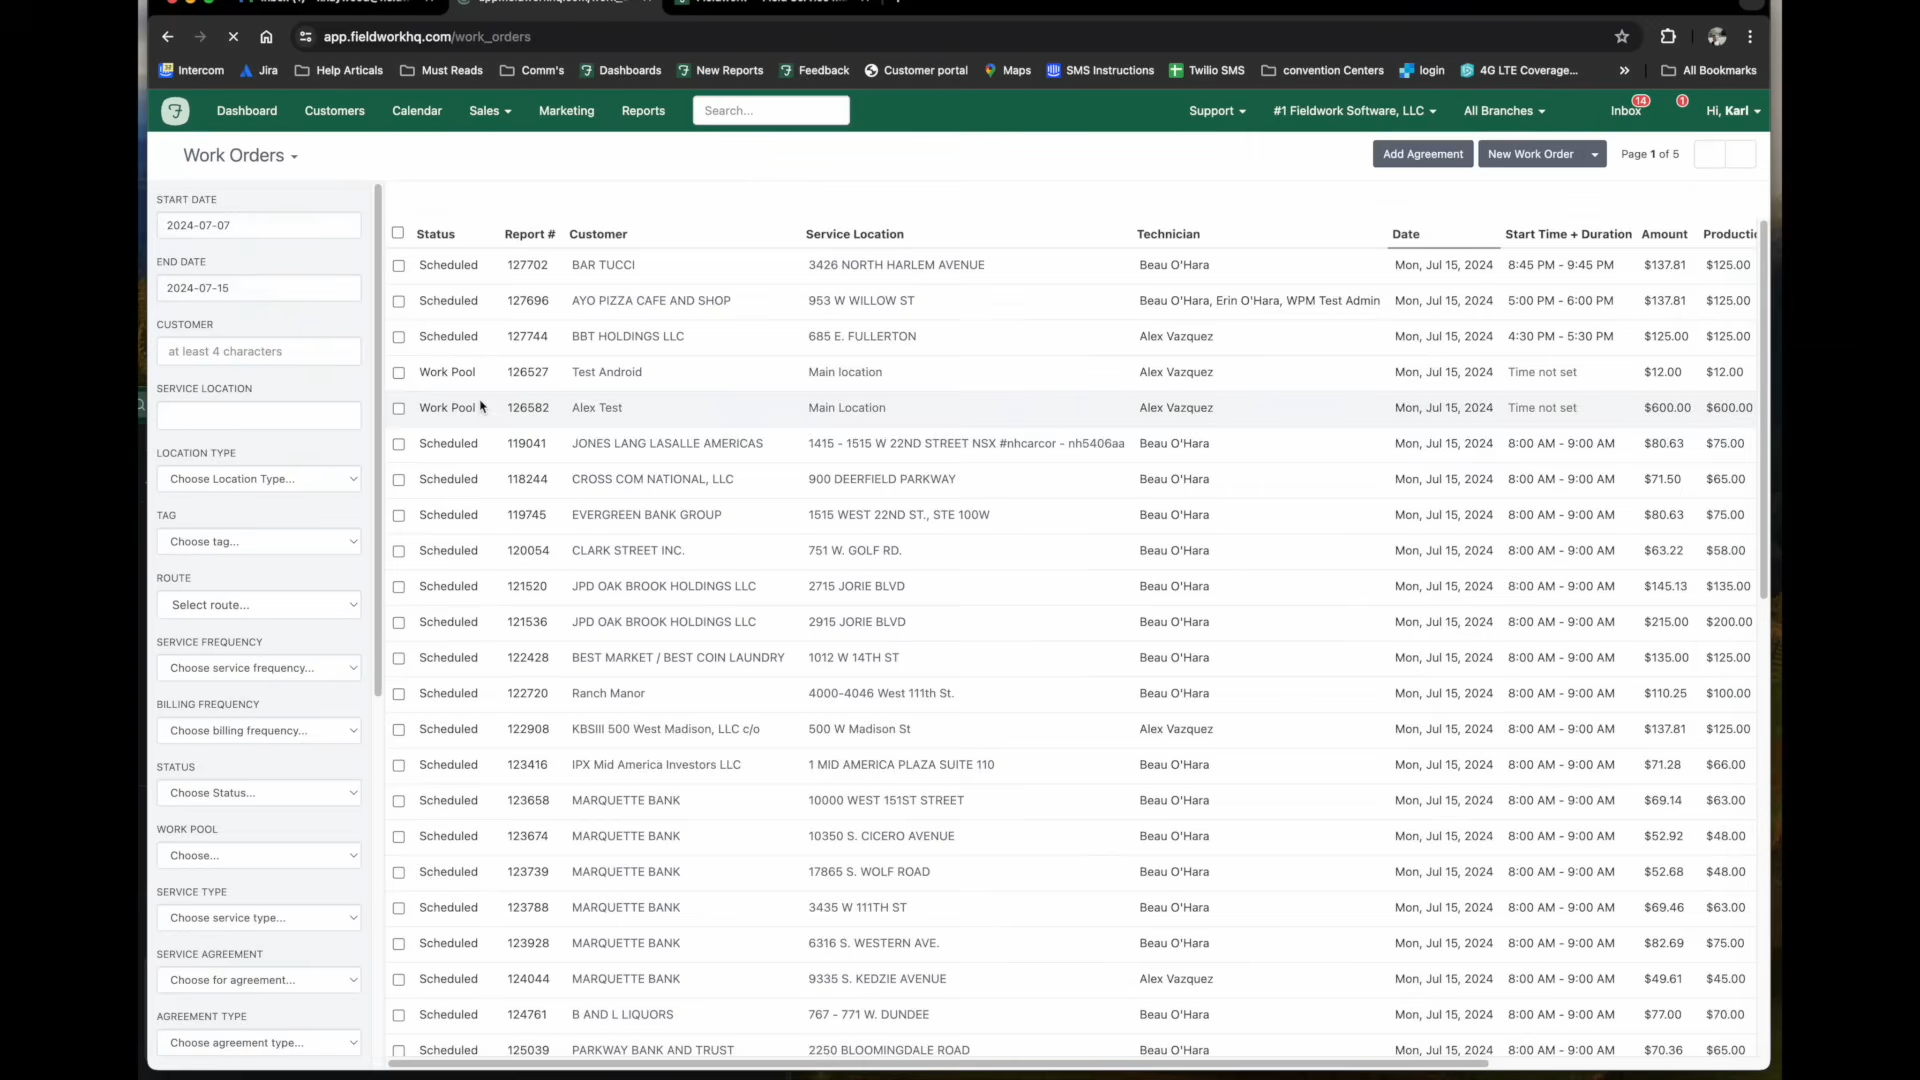 app.fieldworkhq.com/work_orders
Intercom Jira Help Articals Must Reads Comm's Dashboards New Reports Feedback Customer portal Maps SMS Instructions Twilio SMS convention Centers login 4G LTE Coverage... » All Bookmarks
Dashboard Customers Calendar Sales Marketing Reports Search... Support #1 Fieldwork Software, LLC All Branches Inbox 14 1 Hi, Karl
Work Orders Add Agreement New Work Order Page 1 of 5
START DATE
2024-07-07
END DATE
2024-07-15
CUSTOMER
at least 4 characters
SERVICE LOCATION
LOCATION TYPE
Choose Location Type...
TAG
Choose tag...
ROUTE
Select route...
SERVICE FREQUENCY
Choose service frequency...
BILLING FREQUENCY
Choose billing frequency...
STATUS
Choose Status...
WORK POOL
Choose...
SERVICE TYPE
Choose service type...
SERVICE AGREEMENT
Choose for agreement...
AGREEMENT TYPE
Choose agreement type...
Status Report # Customer Service Location Technician Date Start Time + Duration Amount
Scheduled 127702 BAR TUCCI 3426 NORTH HARLEM AVENUE Beau O'Hara Mon, Jul 15, 2024 8:45 PM - 9:45 PM $137.81 $125.00
Scheduled 127696 AYO PIZZA CAFE AND SHOP 953 W WILLOW ST Beau O'Hara, Erin O'Hara, WPM Test Admin Mon, Jul 15, 2024 5:00 PM - 6:00 PM $137.81 $125.00
Scheduled 127744 BBT HOLDINGS LLC 685 E. FULLERTON Alex Vazquez Mon, Jul 15, 2024 4:30 PM - 5:30 PM $125.00 $125.00
Work Pool 126527 Test Android Main location Alex Vazquez Mon, Jul 15, 2024 Time not set $12.00 $12.00
Work Pool 126582 Alex Test Main Location Alex Vazquez Mon, Jul 15, 2024 Time not set $600.00 $600.00
Scheduled 119041 JONES LANG LASALLE AMERICAS 1415 - 1515 W 22ND STREET NSX #nhcarcor - nh5406aa Beau O'Hara Mon, Jul 15, 2024 8:00 AM - 9:00 AM $80.63 $75.00
Scheduled 118244 CROSS COM NATIONAL, LLC 900 DEERFIELD PARKWAY Beau O'Hara Mon, Jul 15, 2024 8:00 AM - 9:00 AM $71.50 $65.00
Scheduled 119745 EVERGREEN BANK GROUP 1515 WEST 22ND ST., STE 100W Beau O'Hara Mon, Jul 15, 2024 8:00 AM - 9:00 AM $80.63 $75.00
Scheduled 120054 CLARK STREET INC. 751 W. GOLF RD. Beau O'Hara Mon, Jul 15, 2024 8:00 AM - 9:00 AM $63.22 $58.00
Scheduled 121520 JPD OAK BROOK HOLDINGS LLC 2715 JORIE BLVD Beau O'Hara Mon, Jul 15, 2024 8:00 AM - 9:00 AM $145.13 $135.00
Scheduled 121536 JPD OAK BROOK HOLDINGS LLC 2915 JORIE BLVD Beau O'Hara Mon, Jul 15, 2024 8:00 AM - 9:00 AM $215.00 $200.00
Scheduled 122428 BEST MARKET / BEST COIN LAUNDRY 1012 W 14TH ST Beau O'Hara Mon, Jul 15, 2024 8:00 AM - 9:00 AM $135.00 $125.00
Scheduled 122720 Ranch Manor 4000-4046 West 111th St. Beau O'Hara Mon, Jul 15, 2024 8:00 AM - 9:00 AM $110.25 $100.00
Scheduled 122908 KBSIII 500 West Madison, LLC c/o 500 W Madison St Alex Vazquez Mon, Jul 15, 2024 8:00 AM - 9:00 AM $137.81 $125.00
Scheduled 123416 IPX Mid America Investors LLC 1 MID AMERICA PLAZA SUITE 110 Beau O'Hara Mon, Jul 15, 2024 8:00 AM - 9:00 AM $71.28 $66.00
Scheduled 123658 MARQUETTE BANK 10000 WEST 151ST STREET Beau O'Hara Mon, Jul 15, 2024 8:00 AM - 9:00 AM $69.14 $63.00
Scheduled 123674 MARQUETTE BANK 10350 S. CICERO AVENUE Beau O'Hara Mon, Jul 15, 2024 8:00 AM - 9:00 AM $52.92 $48.00
Scheduled 123739 MARQUETTE BANK 17865 S. WOLF ROAD Beau O'Hara Mon, Jul 15, 2024 8:00 AM - 9:00 AM $52.68 $48.00
Scheduled 123788 MARQUETTE BANK 3435 W 111TH ST Beau O'Hara Mon, Jul 15, 2024 8:00 AM - 9:00 AM $69.46 $63.00
Scheduled 123928 MARQUETTE BANK 6316 S. WESTERN AVE. Beau O'Hara Mon, Jul 15, 2024 8:00 AM - 9:00 AM $82.69 $75.00
Scheduled 124044 MARQUETTE BANK 9335 S. KEDZIE AVENUE Alex Vazquez Mon, Jul 15, 2024 8:00 AM - 9:00 AM $49.61 $45.00
Scheduled 124761 B AND L LIQUORS 767 - 771 W. DUNDEE Beau O'Hara Mon, Jul 15, 2024 8:00 AM - 9:00 AM $77.00 $70.00
Scheduled 125039 PARKWAY BANK AND TRUST 2250 BLOOMINGDALE ROAD Beau O'Hara Mon, Jul 15, 2024 8:00 AM - 9:00 AM $70.36 $65.00